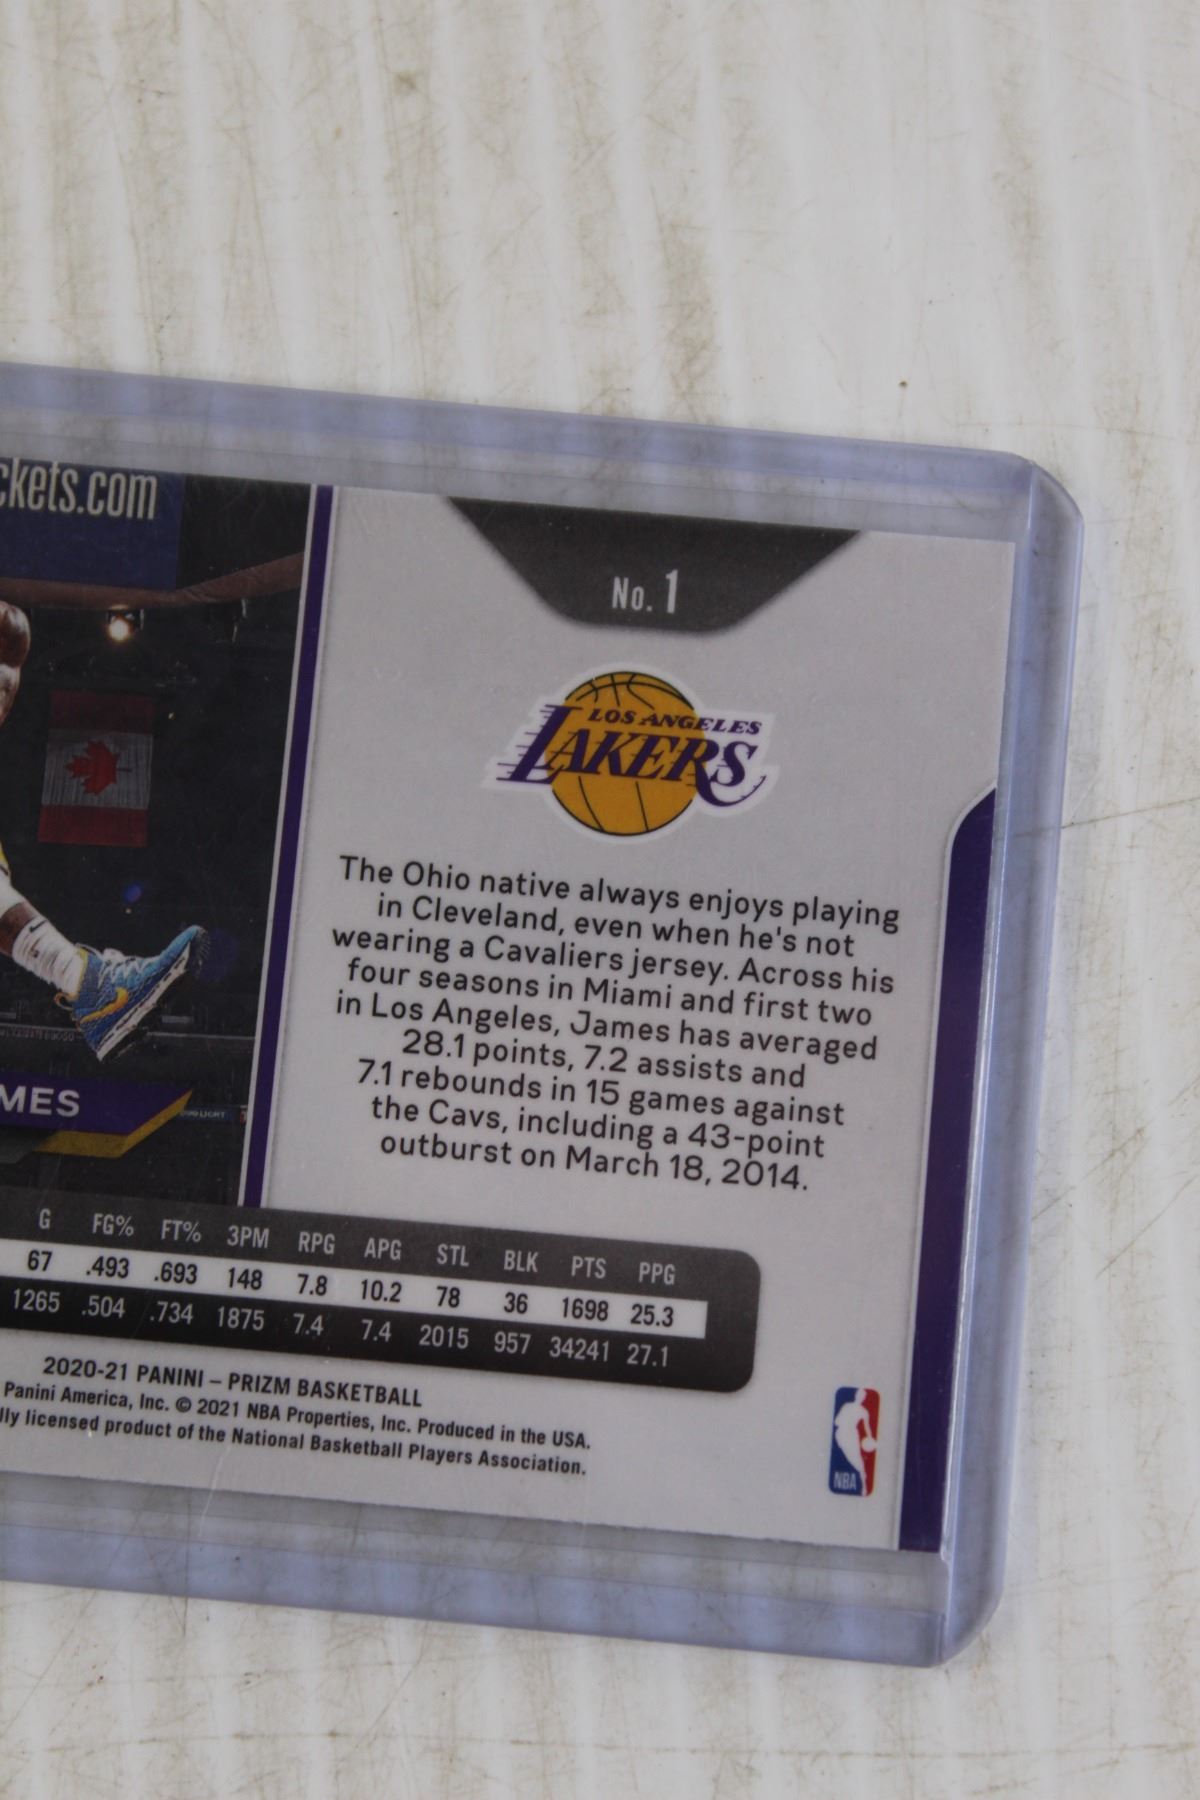 ckets.com
No. 1
LOS ANGELES
LAKERS
The Ohio native always enjoys playing
in Cleveland, even when he's not
wearing a Cavaliers jersey. Across his
four seasons in Miami and first two
in Los Angeles, James has averaged
28.1 points, 7.2 assists and
7.1 rebounds in 15 games against
the Cavs, including a 43-point
outburst on March 18, 2014.
MES
BUD LIGHT
G FG% FT% 3PM RPG APG STL BLK PTS PPG
67 .493 .693 148 7.8 10.2 78 36 1698 25.3
1265 .504 .734 1875 7.4 7.4 2015 957 34241 27.1
2020-21 PANINI – PRIZM BASKETBALL
Panini America, Inc. © 2021 NBA Properties, Inc. Produced in the USA.
lly licensed product of the National Basketball Players Association.
NBA